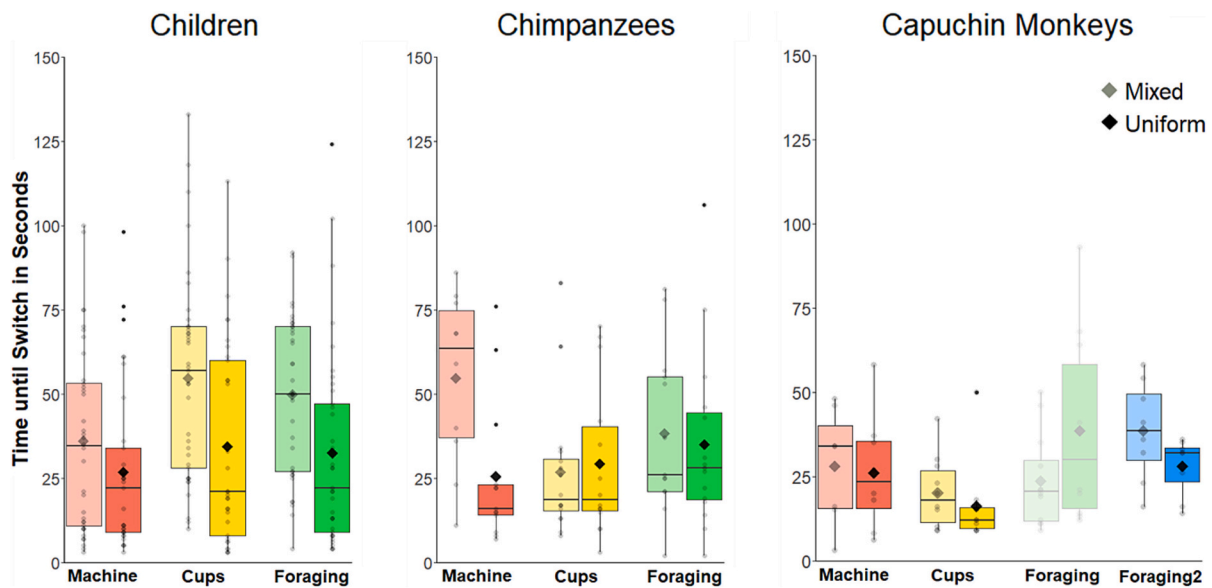 Children
Chimpanzees
Capuchin Monkeys
Time until Switch in Seconds
150
125
100
75
50
25
0
Machine
Cups
Foraging
150
125
100
75
50
25
0
Machine
Cups
Foraging
150
125
100
75
50
25
0
Mixed
Uniform
Machine
Cups
Foraging
Foraging2